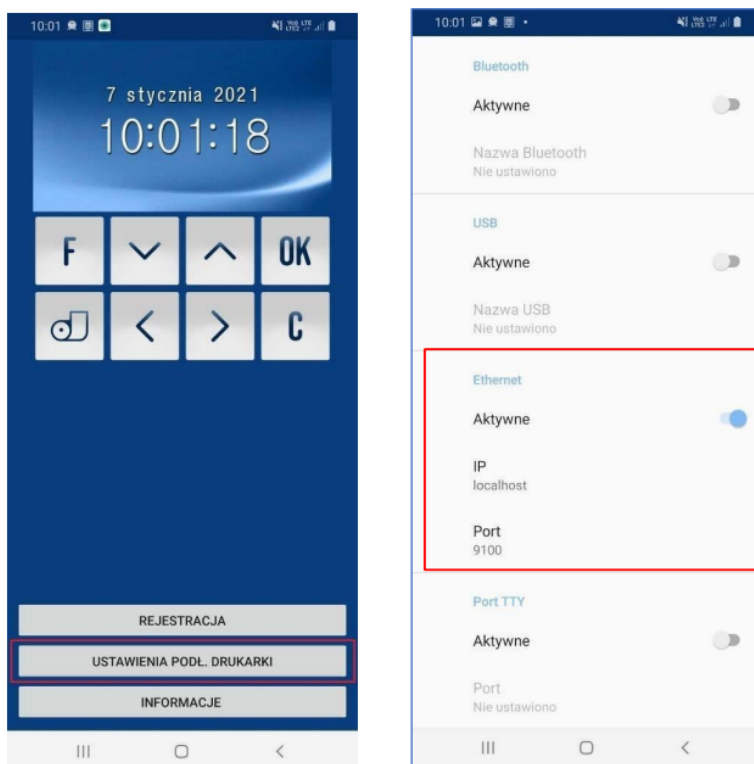 10:01
7 stycznia 2021
10:01:18
F
OK
C
REJESTRACJA
USTAWIENIA PODŁ. DRUKARKI
INFORMACJE
10:01
Bluetooth
Aktywne
Nazwa Bluetooth
Nie ustawiono
USB
Aktywne
Nazwa USB
Nie ustawiono
Ethernet
Aktywne
IP
localhost
Port
9100
Port TTY
Aktywne
Port
Nie ustawiono